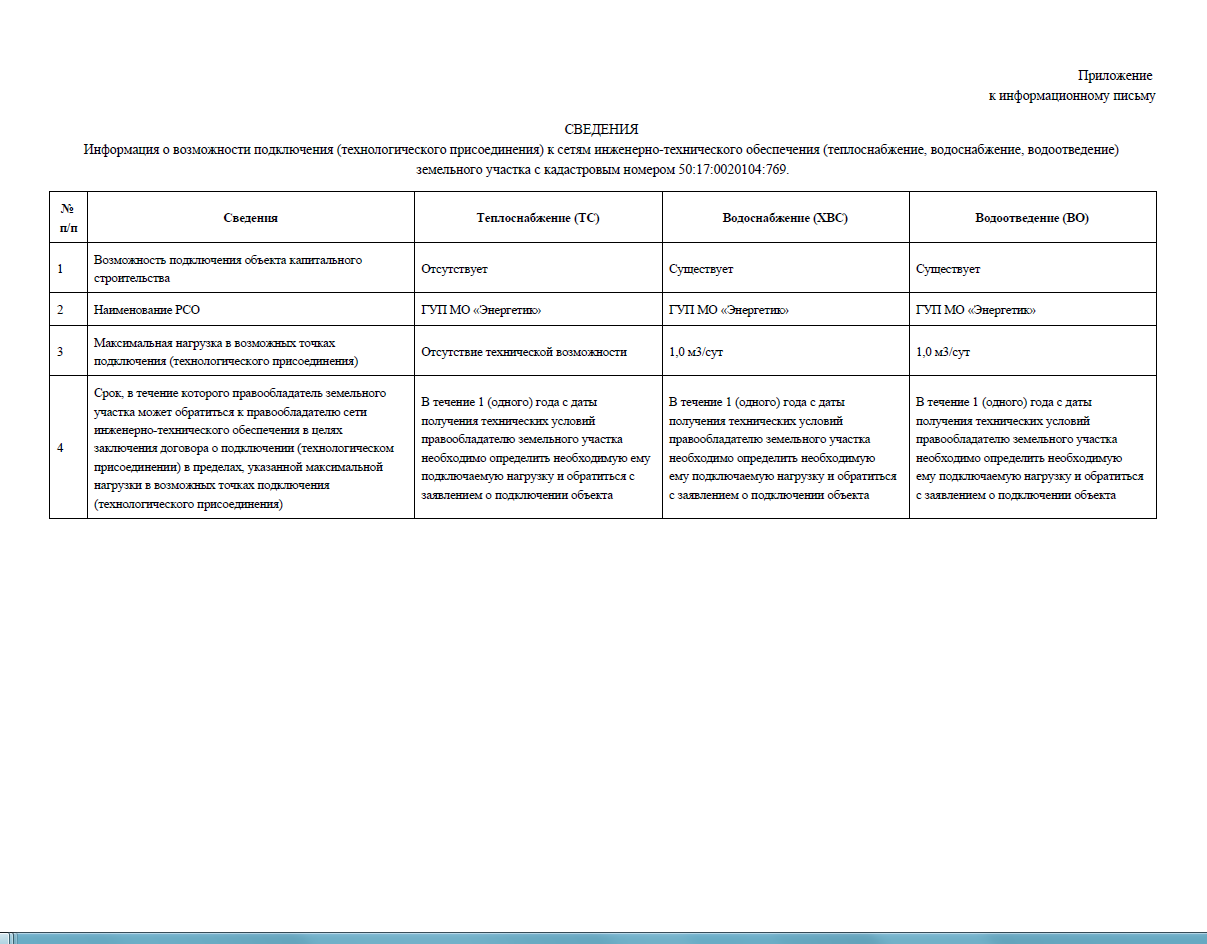 Приложение
к информационному письму
СВЕДЕНИЯ
Информация о возможности подключения (технологического присоединения) к сетям инженерно-технического обеспечения (теплоснабжение, водоснабжение, водоотведение)
земельного участка с кадастровым номером 50:17:0020104:769.
№
п/п
Сведения
Теплоснабжение (ТС)
Водоснабжение (ХВС)
Водоотведение (ВО)
1
Возможность подключения объекта капитального
строительства
Отсутствует
Существует
Существует
2
Наименование РСО
ГУП МО «Энергетик»
ГУП МО «Энергетик»
ГУП МО «Энергетик»
3
Максимальная нагрузка в возможных точках
подключения (технологического присоединения)
Отсутствие технической возможности
1,0 м3/сут
1,0 м3/сут
4
Срок, в течение которого правообладатель земельного
участка может обратиться к правообладателю сети
инженерно-технического обеспечения в целях
заключения договора о подключении (технологическом
присоединении) в пределах, указанной максимальной
нагрузки в возможных точках подключения
(технологического присоединения)
В течение 1 (одного) года с даты
получения технических условий
правообладателю земельного участка
необходимо определить необходимую ему
подключаемую нагрузку и обратиться с
заявлением о подключении объекта
В течение 1 (одного) года с даты
получения технических условий
правообладателю земельного участка
необходимо определить необходимую
ему подключаемую нагрузку и обратиться
с заявлением о подключении объекта
В течение 1 (одного) года с даты
получения технических условий
правообладателю земельного участка
необходимо определить необходимую
ему подключаемую нагрузку и обратиться
с заявлением о подключении объекта